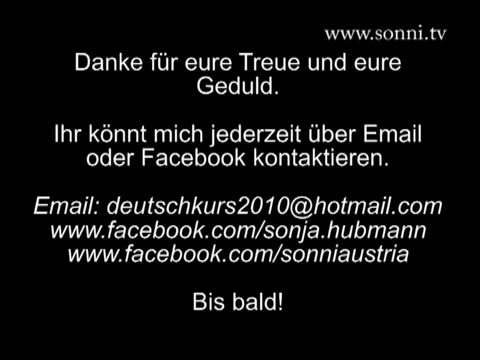 www.sonni.tv
Danke für eure Treue und eure
Geduld.
Ihr könnt mich jederzeit über Email
oder Facebook kontaktieren.
Email: deutschkurs2010@hotmail.com
www.facebook.com/sonja.hubmann
www.facebook.com/sonniaustria
Bis bald!